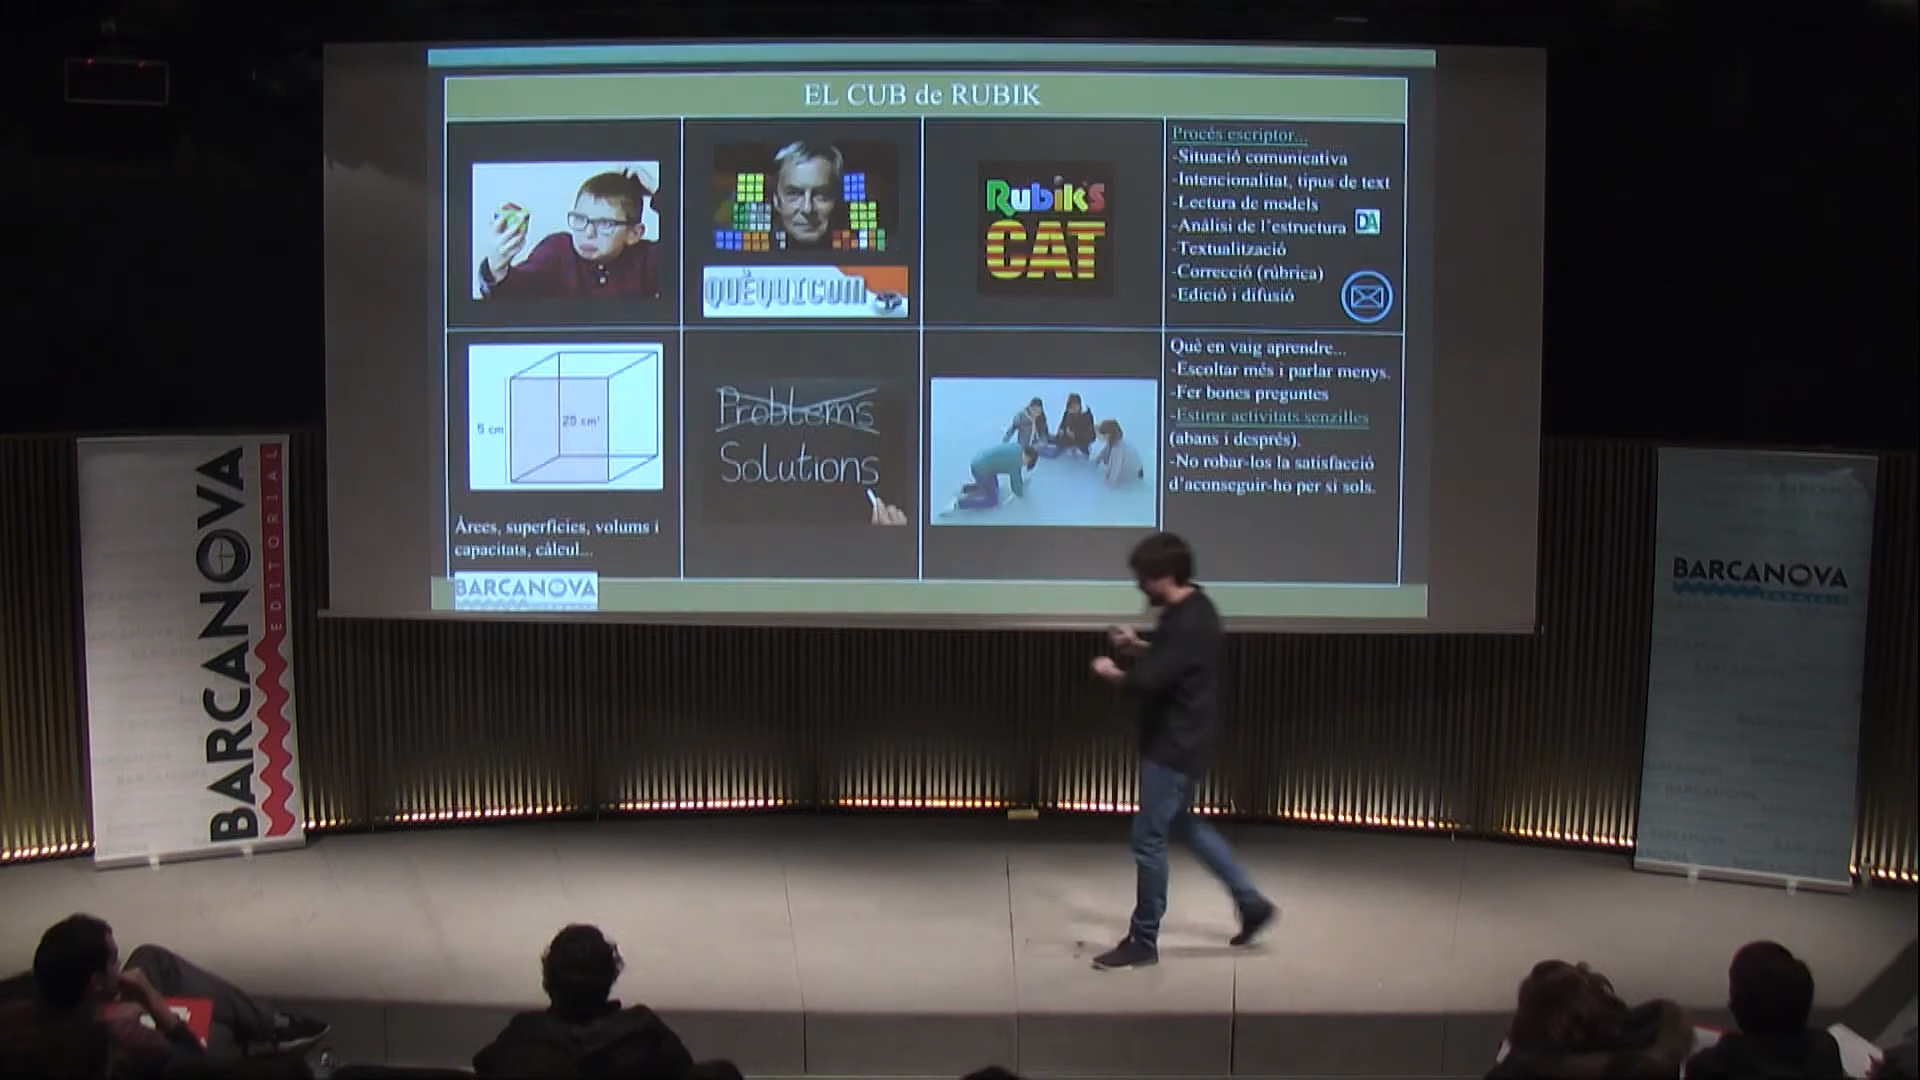 EL CUB de RUBIK
QUÈQUICOM
Rubik's
CAT
Procés escriptor...
-Situació comunicativa
-Intencionalitat, tipus de text
-Lectura de models
-Anàlisi de l'estructura
DA
-Textualització
-Correcció (rúbrica)
-Edició i difusió
5 cm
25 cm²
Àrees, superfícies, volums i
capacitats, càlcul...
Problems
Solutions
Què en vaig aprendre...
-Escoltar més i parlar menys.
-Fer bones preguntes
-Estirar activitats senzilles
(abans i després).
-No robar-los la satisfacció
d'aconseguir-ho per si sols.
BARCANOVA
BARCANOVA
EDITORIAL
BARCANOVA